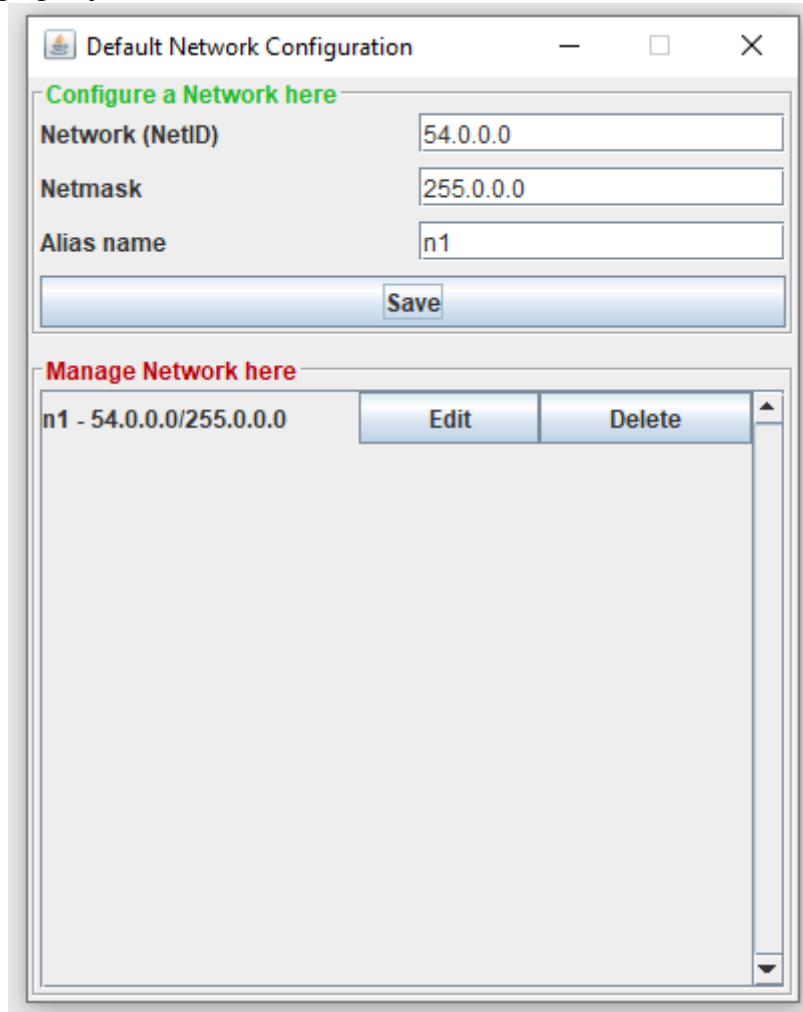 Default Network Configuration
Configure a Network here
Network (NetID) 54.0.0.0
Netmask 255.0.0.0
Alias name n1
Save
Manage Network here
n1 - 54.0.0.0/255.0.0.0 Edit Delete